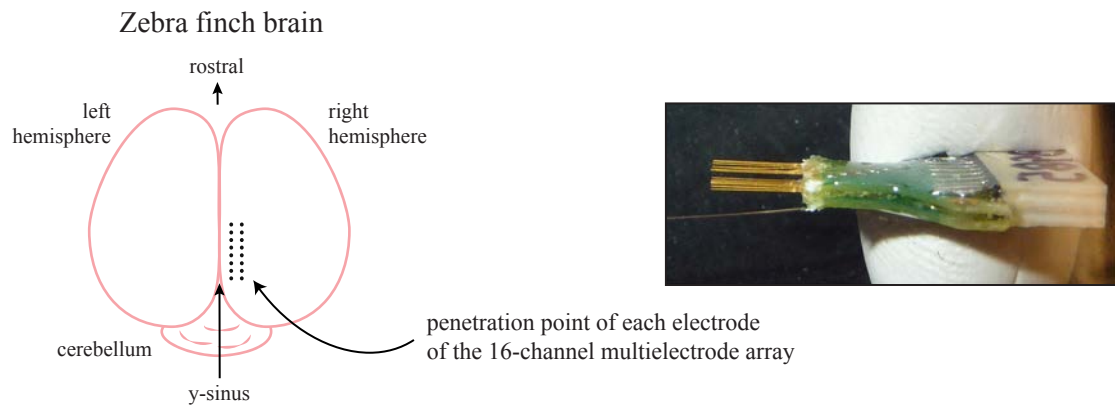 Zebra finch brain
rostral
left
hemisphere
right
hemisphere
penetration point of each electrode
of the 16-channel multielectrode array
cerebellum
y-sinus